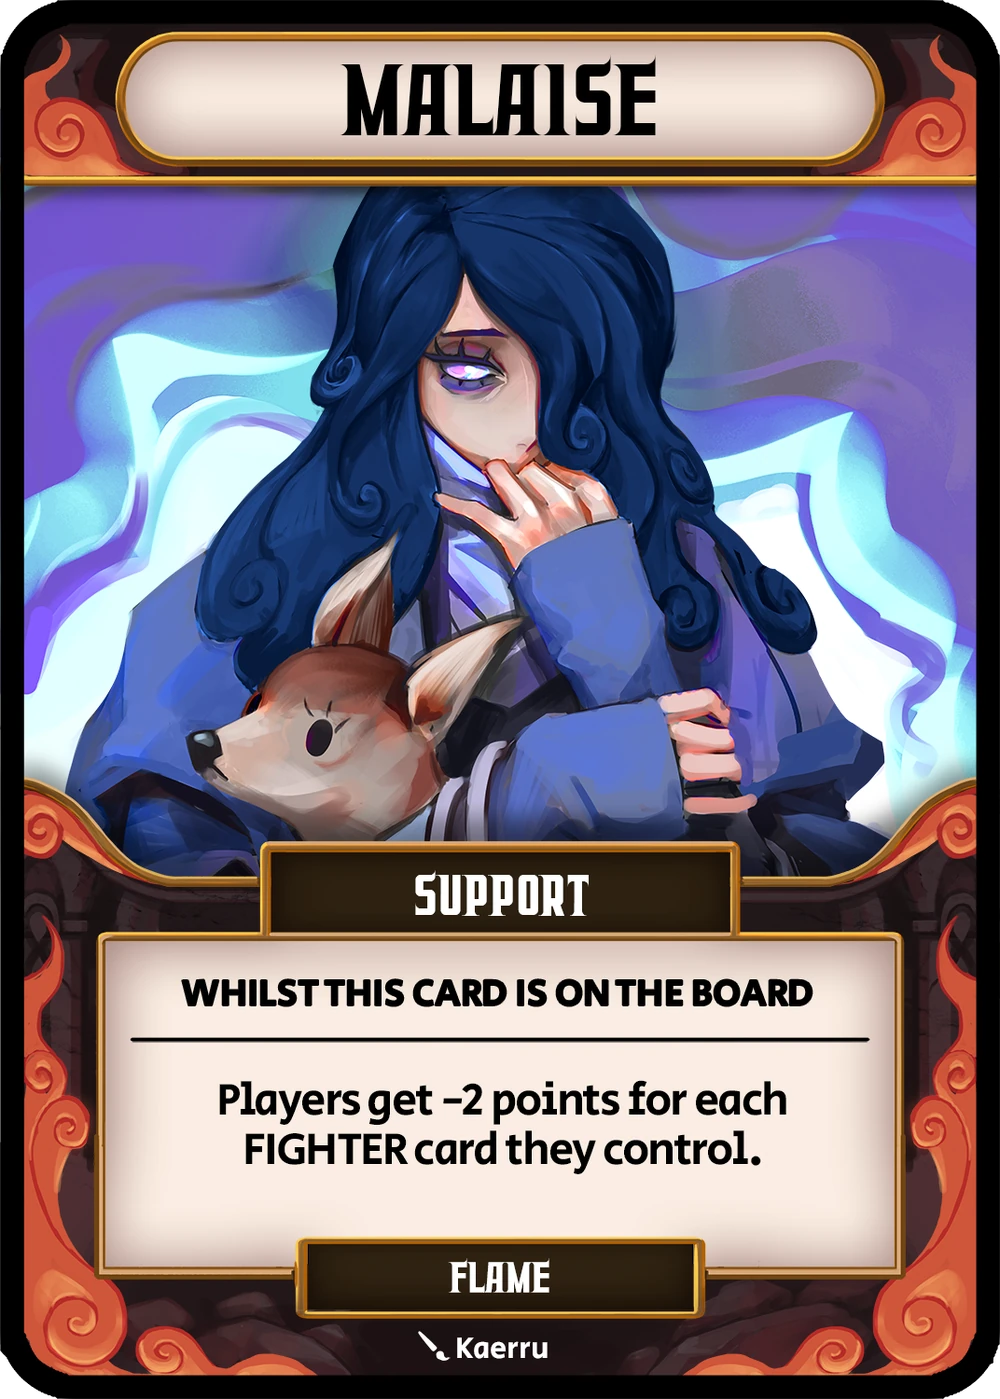 MALAISE
SUPPORT
WHILST THIS CARD IS ON THE BOARD
Players get –2 points for each
FIGHTER card they control.
FLAME
Kaerru